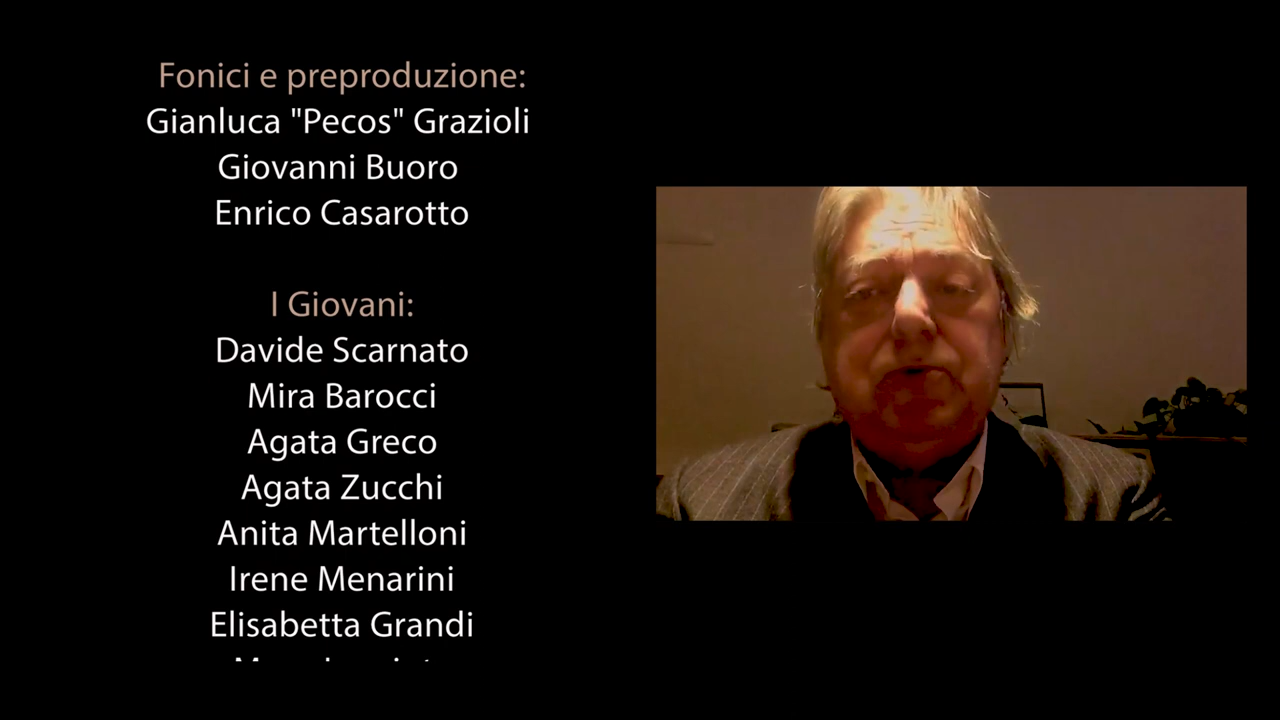 Fonici e preproduzione:
Gianluca "Pecos" Grazioli
Giovanni Buoro
Enrico Casarotto
I Giovani:
Davide Scarnato
Mira Barocci
Agata Greco
Agata Zucchi
Anita Martelloni
Irene Menarini
Elisabetta Grandi